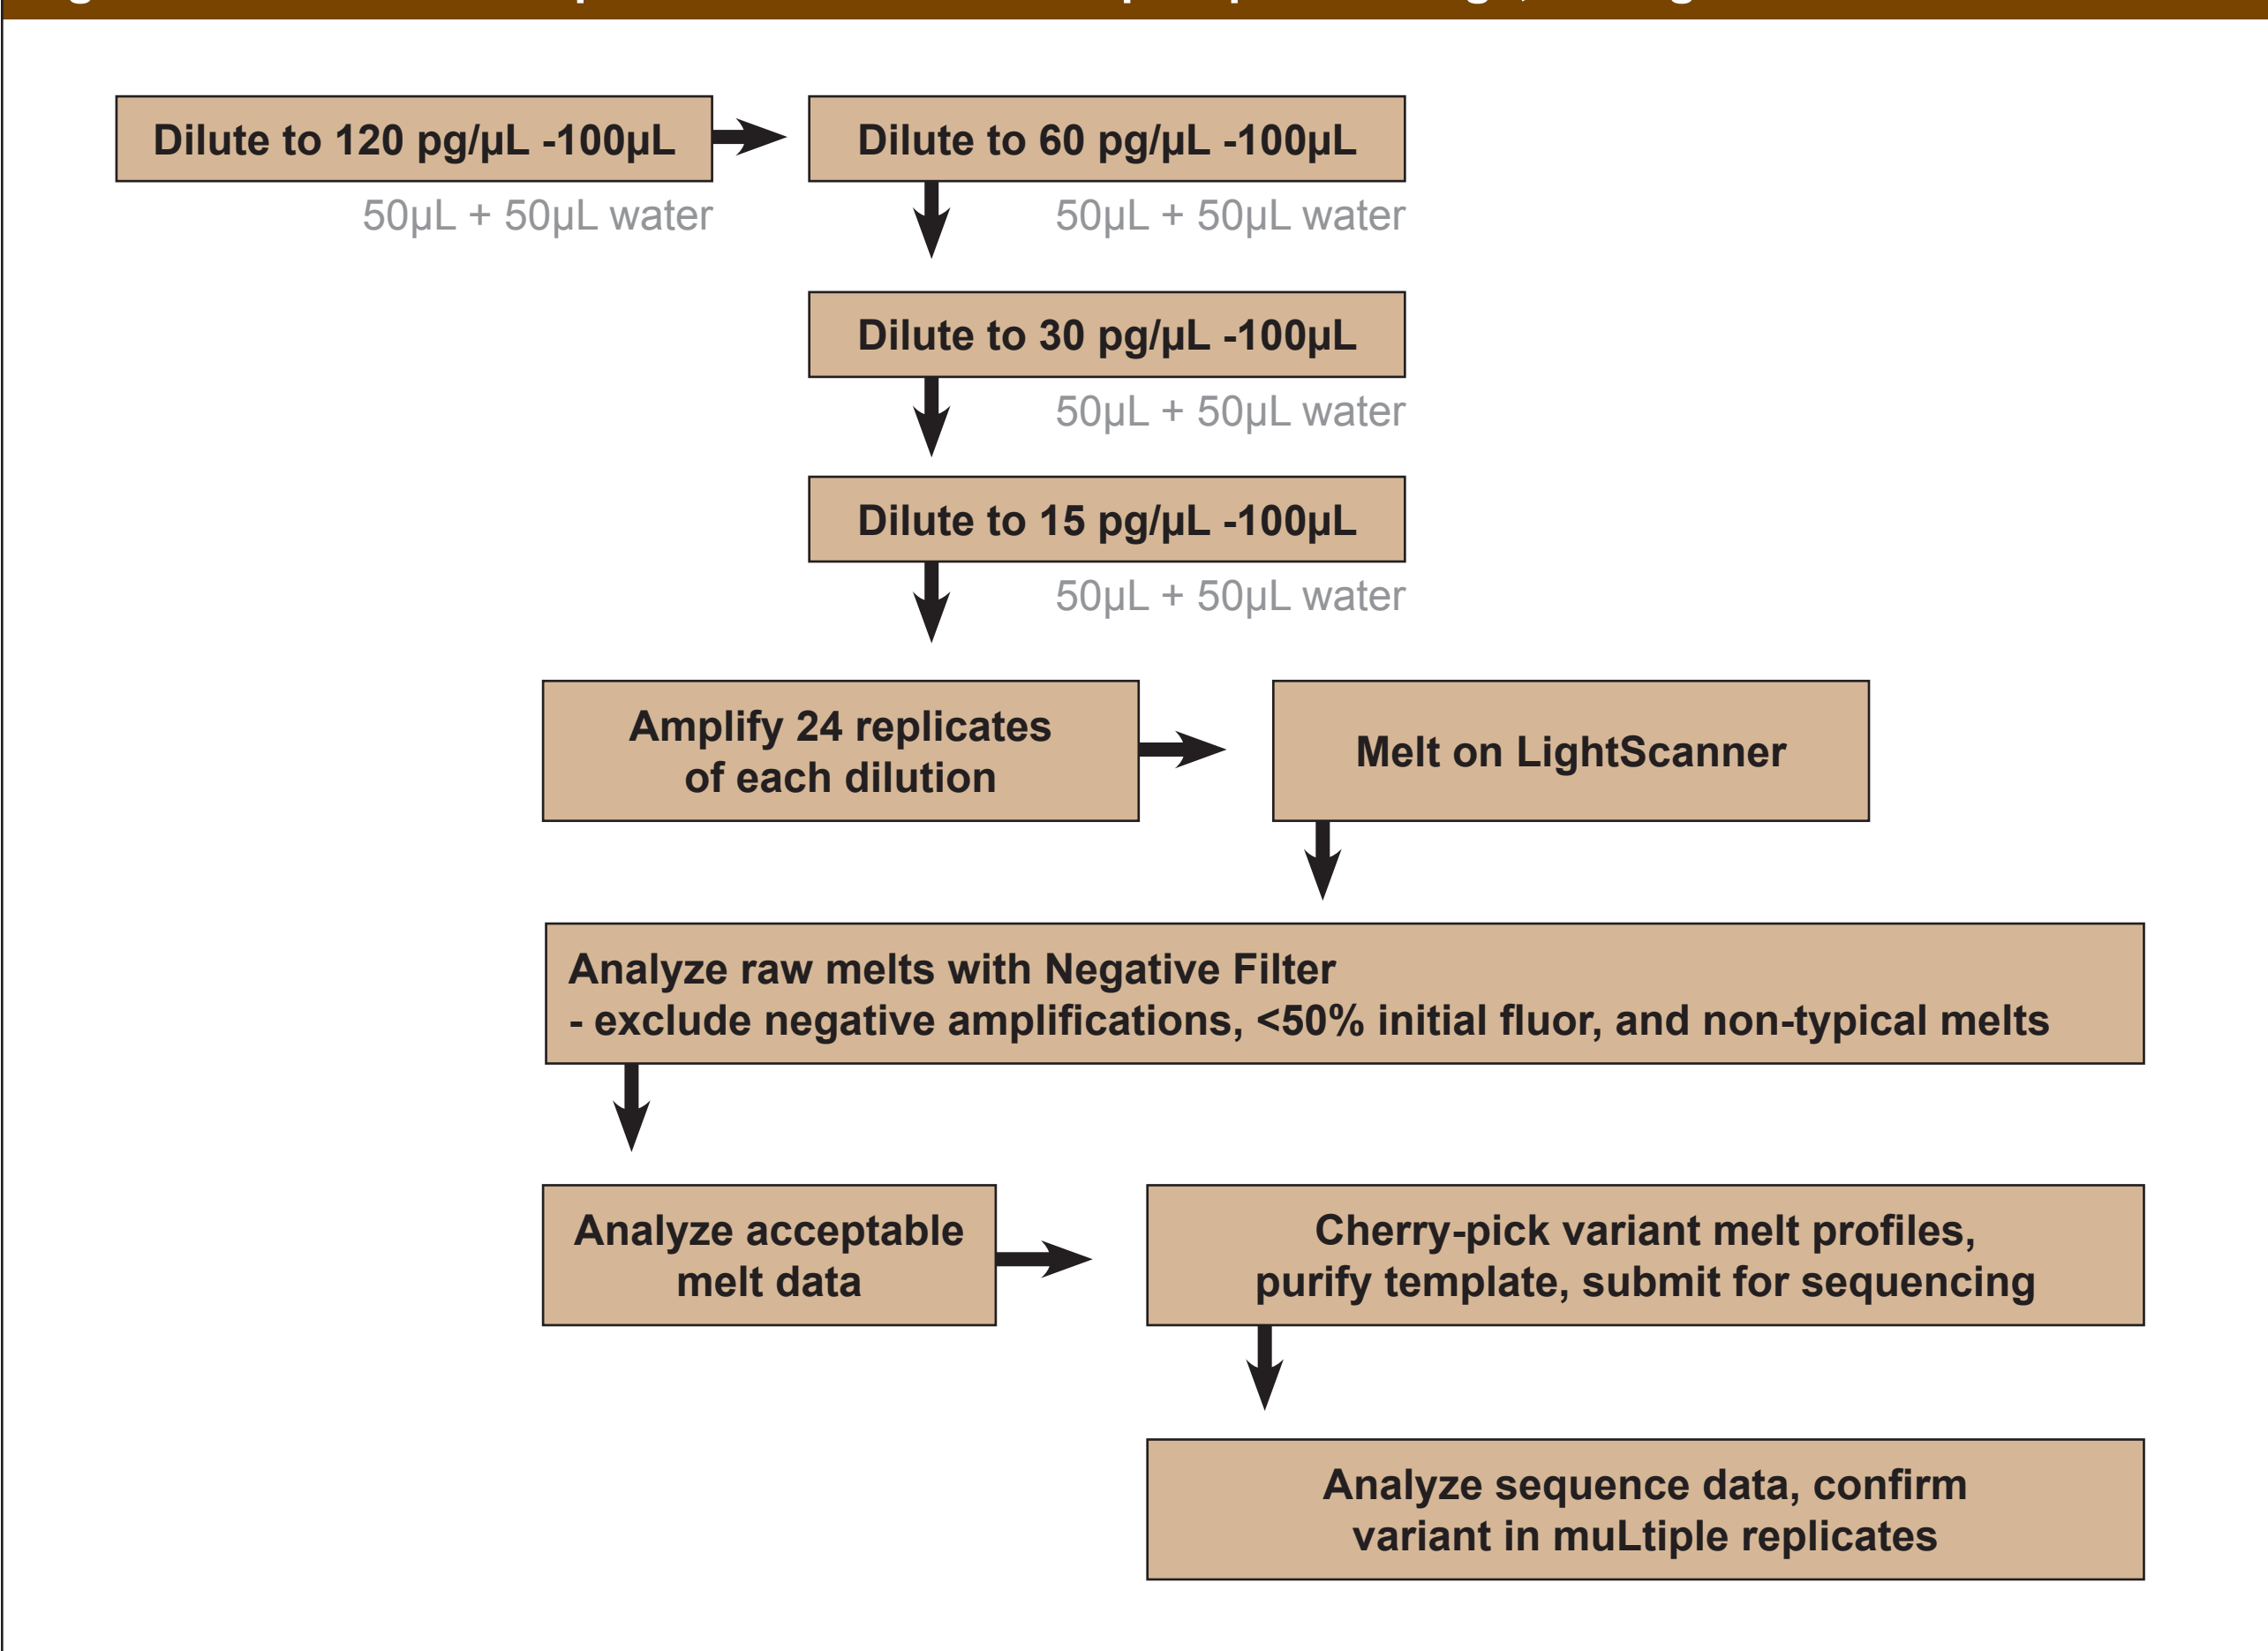 Dilute to 120 pg/µL -100µL
50µL + 50µL water
Dilute to 60 pg/µL -100µL
50µL + 50µL water
Dilute to 30 pg/µL -100µL
50µL + 50µL water
Dilute to 15 pg/µL -100µL
50µL + 50µL water
Amplify 24 replicates
of each dilution
Melt on LightScanner
Analyze raw melts with Negative Filter
- exclude negative amplifications, <50% initial fluor, and non-typical melts
Analyze acceptable
melt data
Cherry-pick variant melt profiles,
purify template, submit for sequencing
Analyze sequence data, confirm
variant in muLtiple replicates